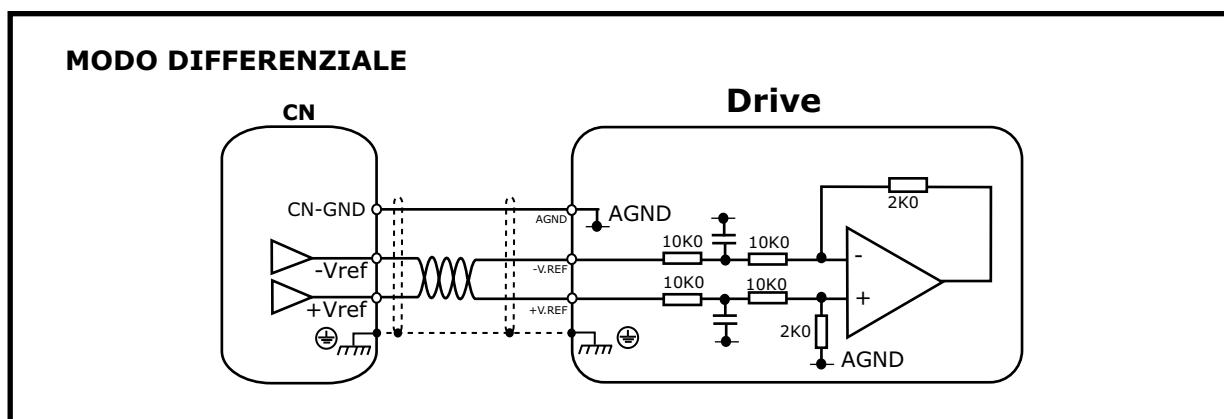 MODO DIFFERENZIALE
CN
Drive
CN-GND
AGND
AGND
-Vref
-V.REF
+Vref
+V.REF
10K0
10K0
2K0
-
10K0
10K0
+
2K0
AGND